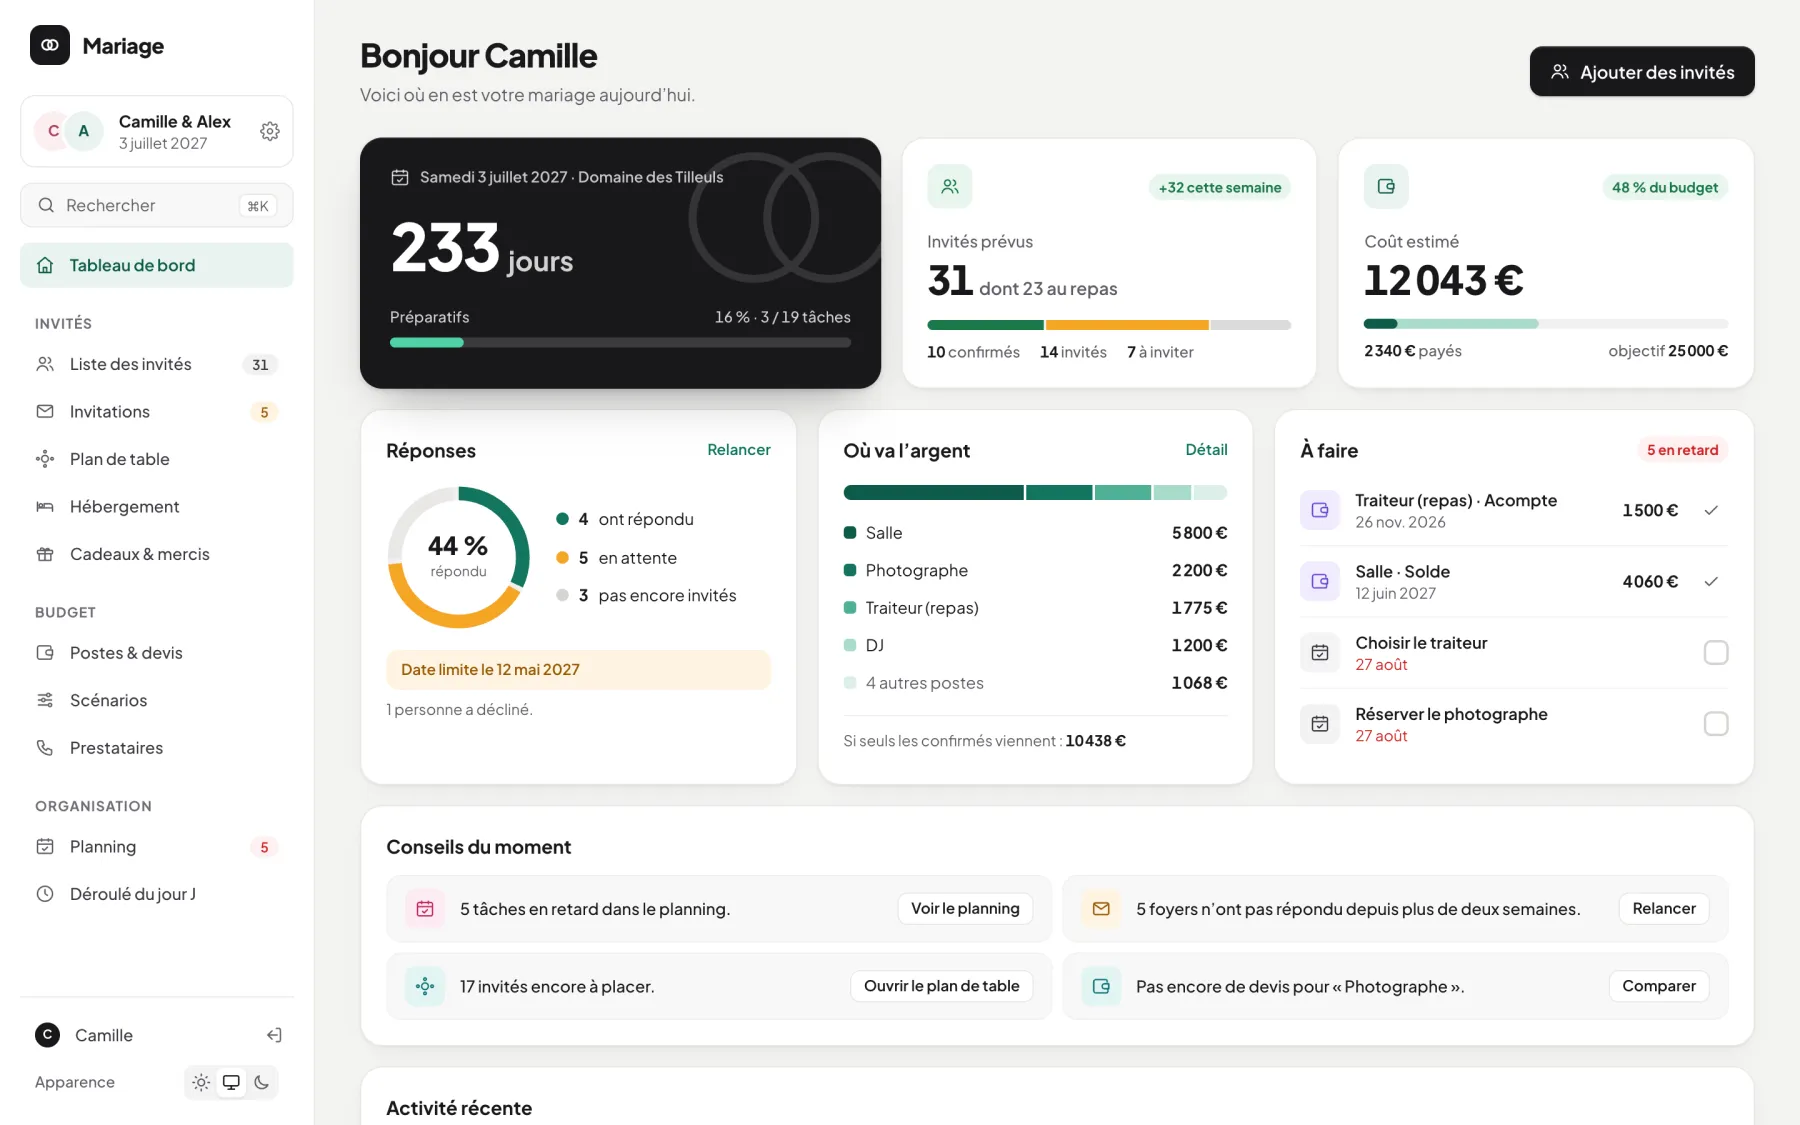 Mariage
C A Camille & Alex
3 juillet 2027
Rechercher ⌘K
Tableau de bord
INVITÉS
Liste des invités 31
Invitations 5
Plan de table
Hébergement
Cadeaux & mercis
BUDGET
Postes & devis
Scénarios
Prestataires
ORGANISATION
Planning 5
Déroulé du jour J
C Camille
Apparence
Bonjour Camille
Voici où en est votre mariage aujourd’hui.
Ajouter des invités
Samedi 3 juillet 2027 · Domaine des Tilleuls
233 jours
Préparatifs 16 % · 3 / 19 tâches
+32 cette semaine
Invités prévus
31 dont 23 au repas
10 confirmés 14 invités 7 à inviter
48 % du budget
Coût estimé
12 043 €
2 340 € payés objectif 25 000 €
Réponses Relancer
44 %
répondu
4 ont répondu
5 en attente
3 pas encore invités
Date limite le 12 mai 2027
1 personne a décliné.
Où va l’argent Détail
Salle 5 800 €
Photographe 2 200 €
Traiteur (repas) 1 775 €
DJ 1 200 €
4 autres postes 1 068 €
Si seuls les confirmés viennent : 10 438 €
À faire 5 en retard
Traiteur (repas) · Acompte 1 500 €
26 nov. 2026
Salle · Solde 4 060 €
12 juin 2027
Choisir le traiteur
27 août
Réserver le photographe
27 août
Conseils du moment
5 tâches en retard dans le planning. Voir le planning
5 foyers n’ont pas répondu depuis plus de deux semaines. Relancer
17 invités encore à placer. Ouvrir le plan de table
Pas encore de devis pour « Photographe ». Comparer
Activité récente